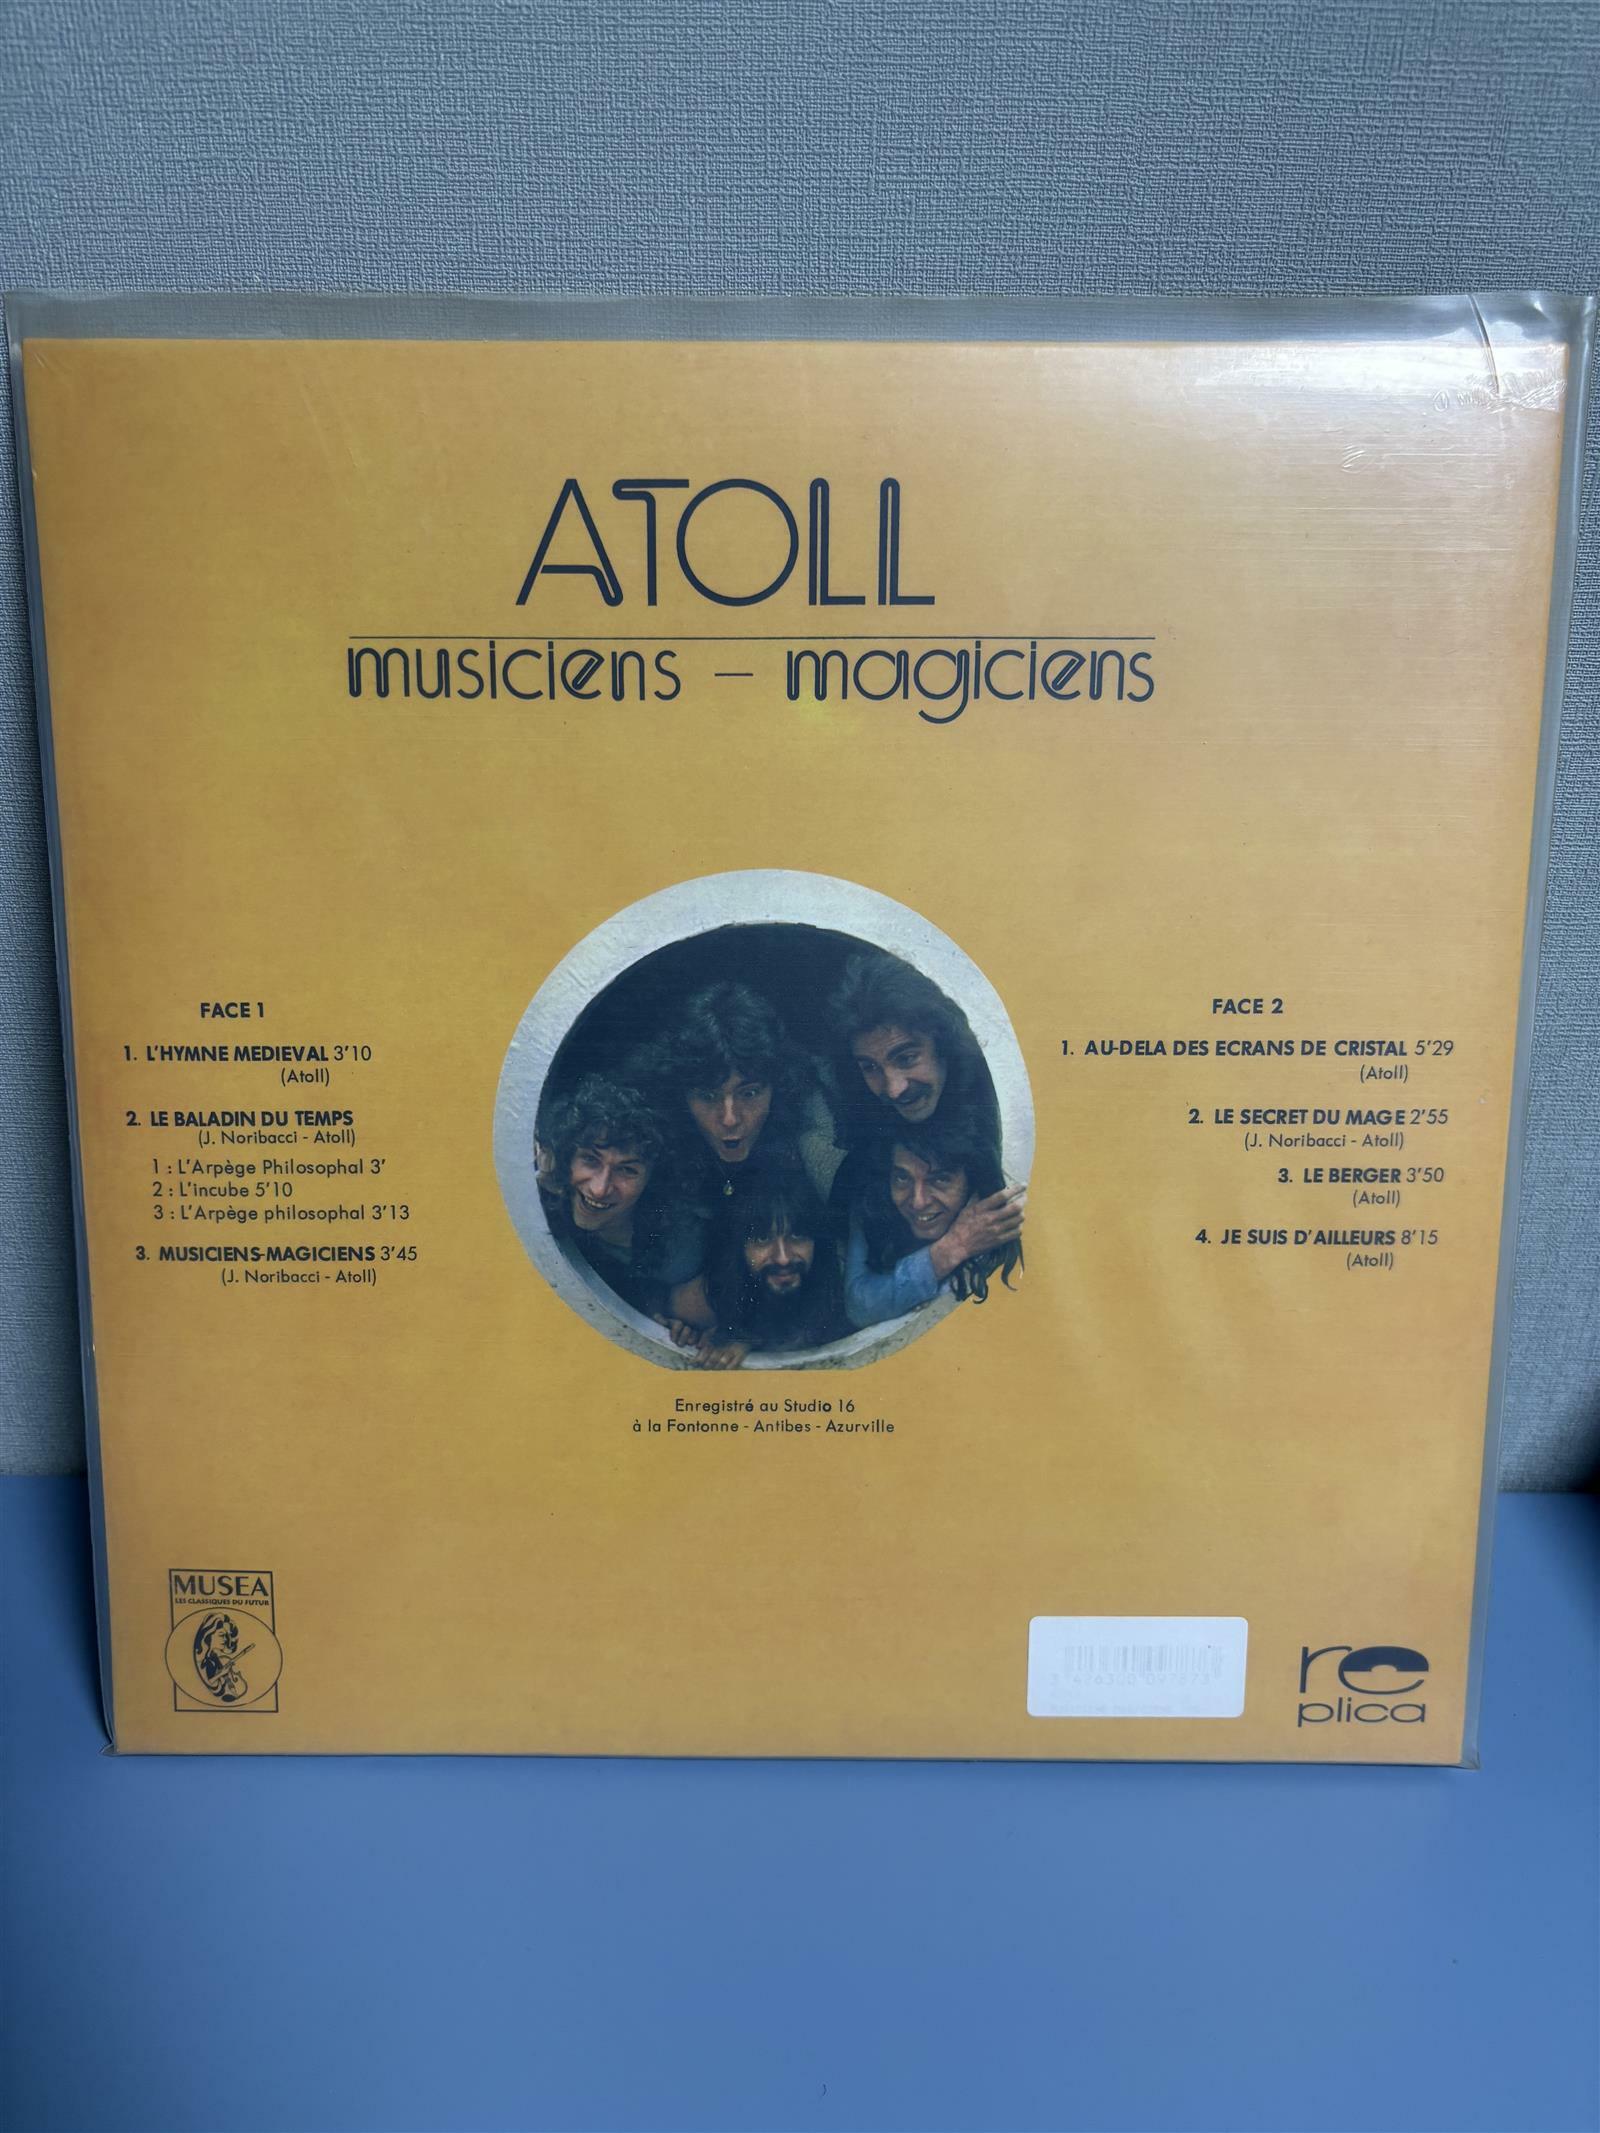 ATOLL
musiciens – magiciens
FACE 1
1. L'HYMNE MEDIEVAL 3'10
(Atoll)
2. LE BALADIN DU TEMPS
(J. Noribacci - Atoll)
1 : L'Arpège Philosophal 3'
2 : L'incube 5'10
3 : L'Arpège philosophal 3'13
3. MUSICIENS-MAGICIENS 3'45
(J. Noribacci - Atoll)
FACE 2
1. AU-DELA DES ECRANS DE CRISTAL 5'29
(Atoll)
2. LE SECRET DU MAGE 2'55
(J. Noribacci - Atoll)
3. LE BERGER 3'50
(Atoll)
4. JE SUIS D'AILLEURS 8'15
(Atoll)
Enregistré au Studio 16
à la Fontonne - Antibes - Azurville
MUSEA
LES CLASSIQUES DU FUTUR
re
plica